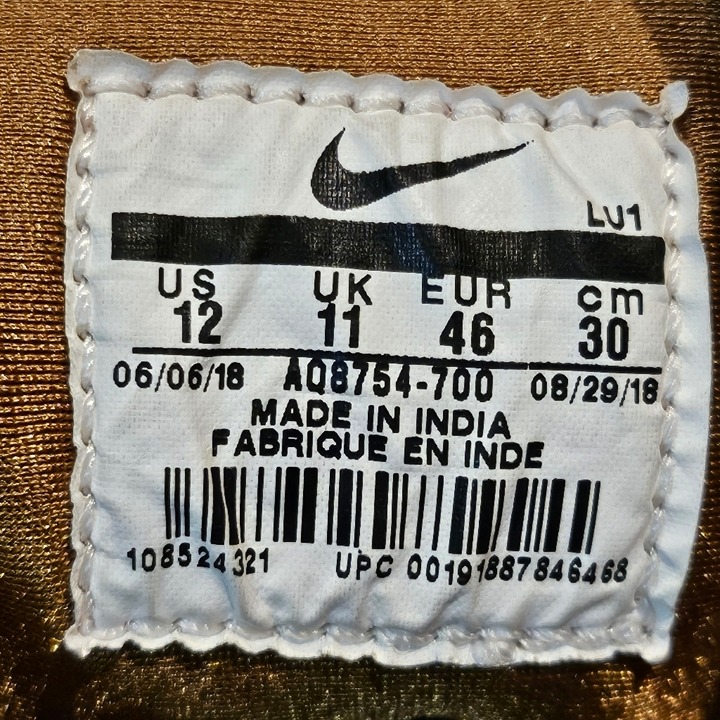 LU1
US UK EUR cm
12 11 46 30
06/06/18 AQ8754-700 08/29/18
MADE IN INDIA
FABRIQUE EN INDE
108524321 UPC 00191887846468